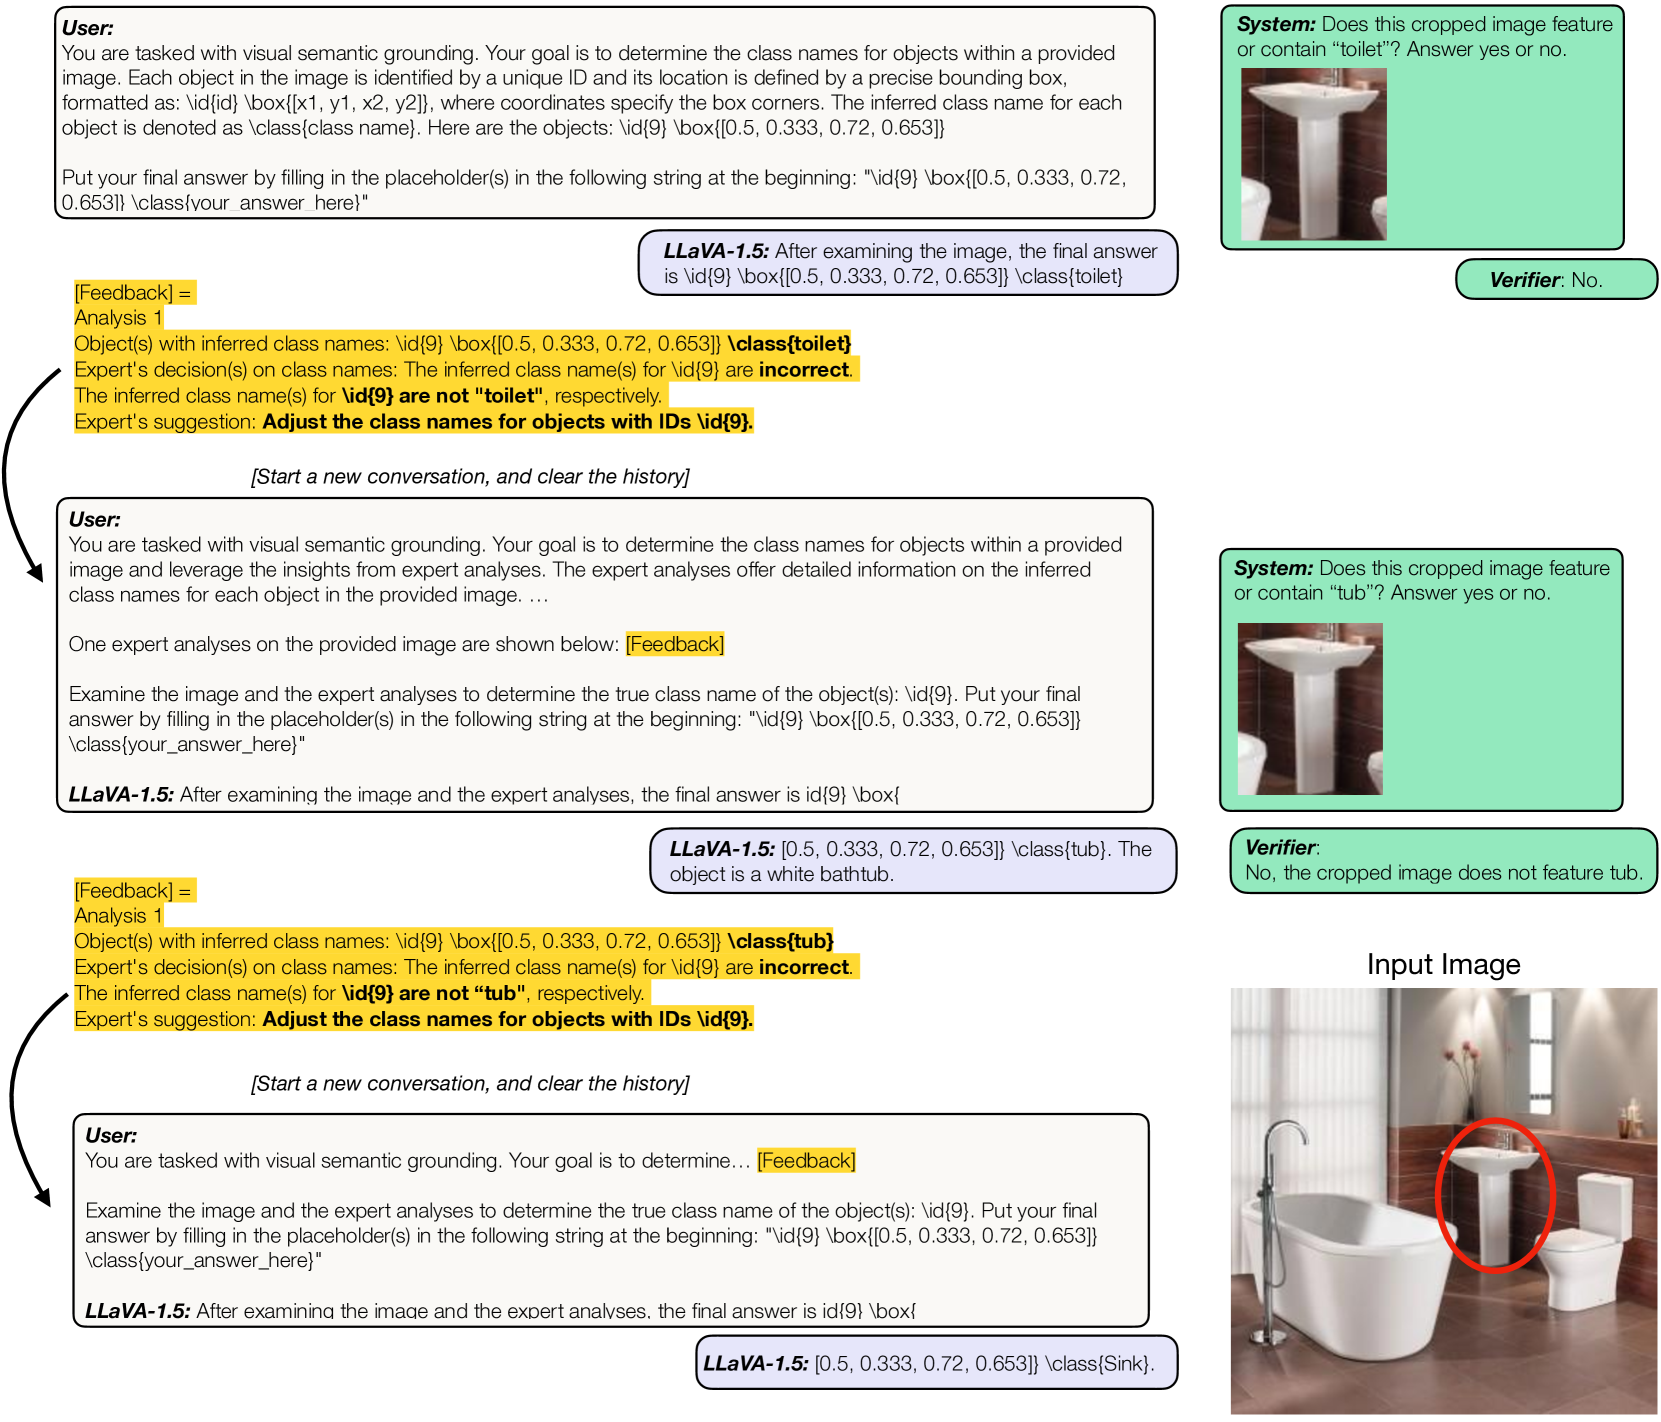 User:
You are tasked with visual semantic grounding. Your goal is to determine the class names for objects within a provided
image. Each object in the image is identified by a unique ID and its location is defined by a precise bounding box,
formatted as: \id{id} \box{[x1, y1, x2, y2]}, where coordinates specify the box corners. The inferred class name for each
object is denoted as \class{class name}. Here are the objects: \id{9} \box{[0.5, 0.333, 0.72, 0.653]}
Put your final answer by filling in the placeholder(s) in the following string at the beginning: "\id{9} \box{[0.5, 0.333, 0.72,
0.653]} \class{your_answer_here}"
System: Does this cropped image feature
or contain “toilet”? Answer yes or no.
LLaVA-1.5: After examining the image, the final answer
is \id{9} \box{[0.5, 0.333, 0.72, 0.653]} \class{toilet}
Verifier: No.
[Feedback] =
Analysis 1
Object(s) with inferred class names: \id{9} \box{[0.5, 0.333, 0.72, 0.653]} \class{toilet}
Expert's decision(s) on class names: The inferred class name(s) for \id{9} are incorrect.
The inferred class name(s) for \id{9} are not "toilet", respectively.
Expert's suggestion: Adjust the class names for objects with IDs \id{9}.
[Start a new conversation, and clear the history]
User:
You are tasked with visual semantic grounding. Your goal is to determine the class names for objects within a provided
image and leverage the insights from expert analyses. The expert analyses offer detailed information on the inferred
class names for each object in the provided image. …
One expert analyses on the provided image are shown below: [Feedback]
Examine the image and the expert analyses to determine the true class name of the object(s): \id{9}. Put your final
answer by filling in the placeholder(s) in the following string at the beginning: "\id{9} \box{[0.5, 0.333, 0.72, 0.653]}
\class{your_answer_here}"
LLaVA-1.5: After examining the image and the expert analyses, the final answer is id{9} \box{
System: Does this cropped image feature
or contain “tub”? Answer yes or no.
LLaVA-1.5: [0.5, 0.333, 0.72, 0.653]} \class{tub}. The
object is a white bathtub.
Verifier:
No, the cropped image does not feature tub.
[Feedback] =
Analysis 1
Object(s) with inferred class names: \id{9} \box{[0.5, 0.333, 0.72, 0.653]} \class{tub}
Expert's decision(s) on class names: The inferred class name(s) for \id{9} are incorrect.
The inferred class name(s) for \id{9} are not “tub", respectively.
Expert's suggestion: Adjust the class names for objects with IDs \id{9}.
[Start a new conversation, and clear the history]
User:
You are tasked with visual semantic grounding. Your goal is to determine… [Feedback]
Examine the image and the expert analyses to determine the true class name of the object(s): \id{9}. Put your final
answer by filling in the placeholder(s) in the following string at the beginning: "\id{9} \box{[0.5, 0.333, 0.72, 0.653]}
\class{your_answer_here}"
LLaVA-1.5: After examining the image and the expert analyses, the final answer is id{9} \box{
LLaVA-1.5: [0.5, 0.333, 0.72, 0.653]} \class{Sink}.
Input Image